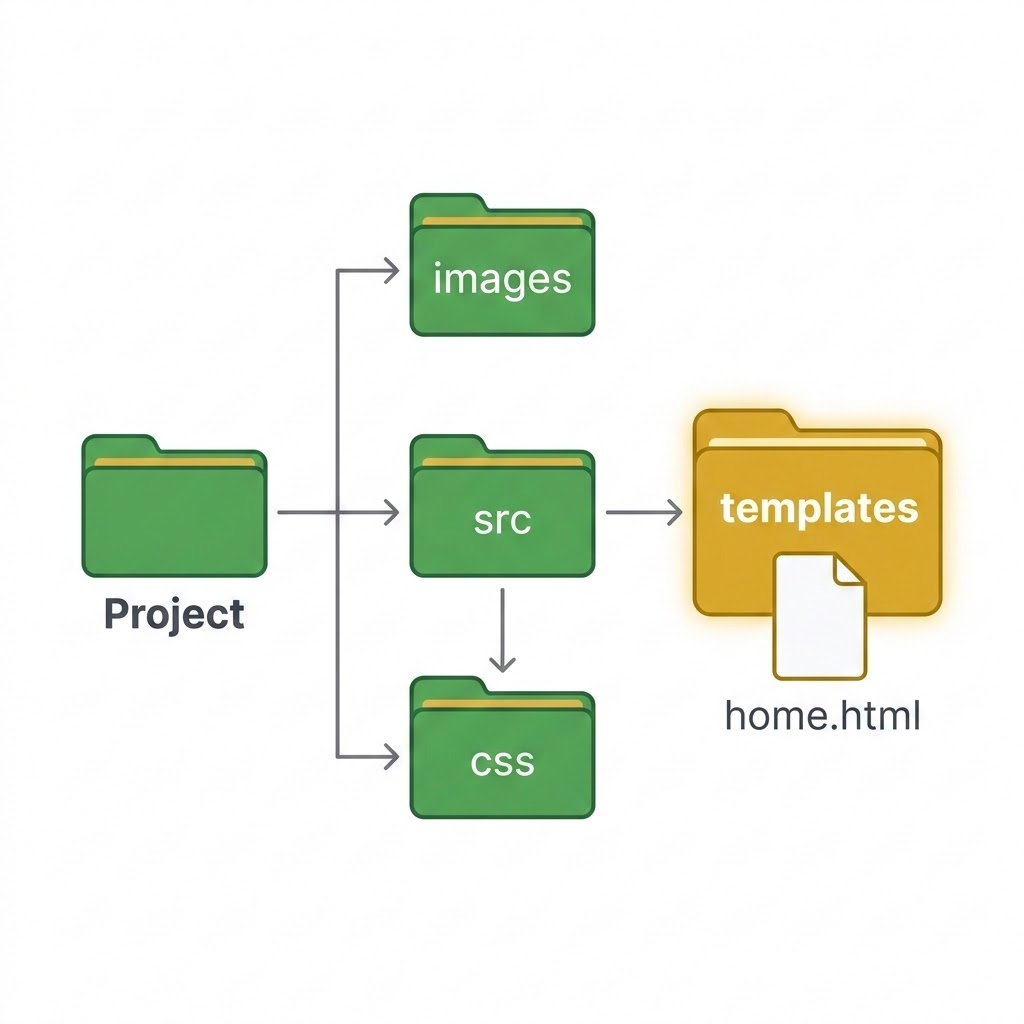 images
Project
src
templates
home.html
css